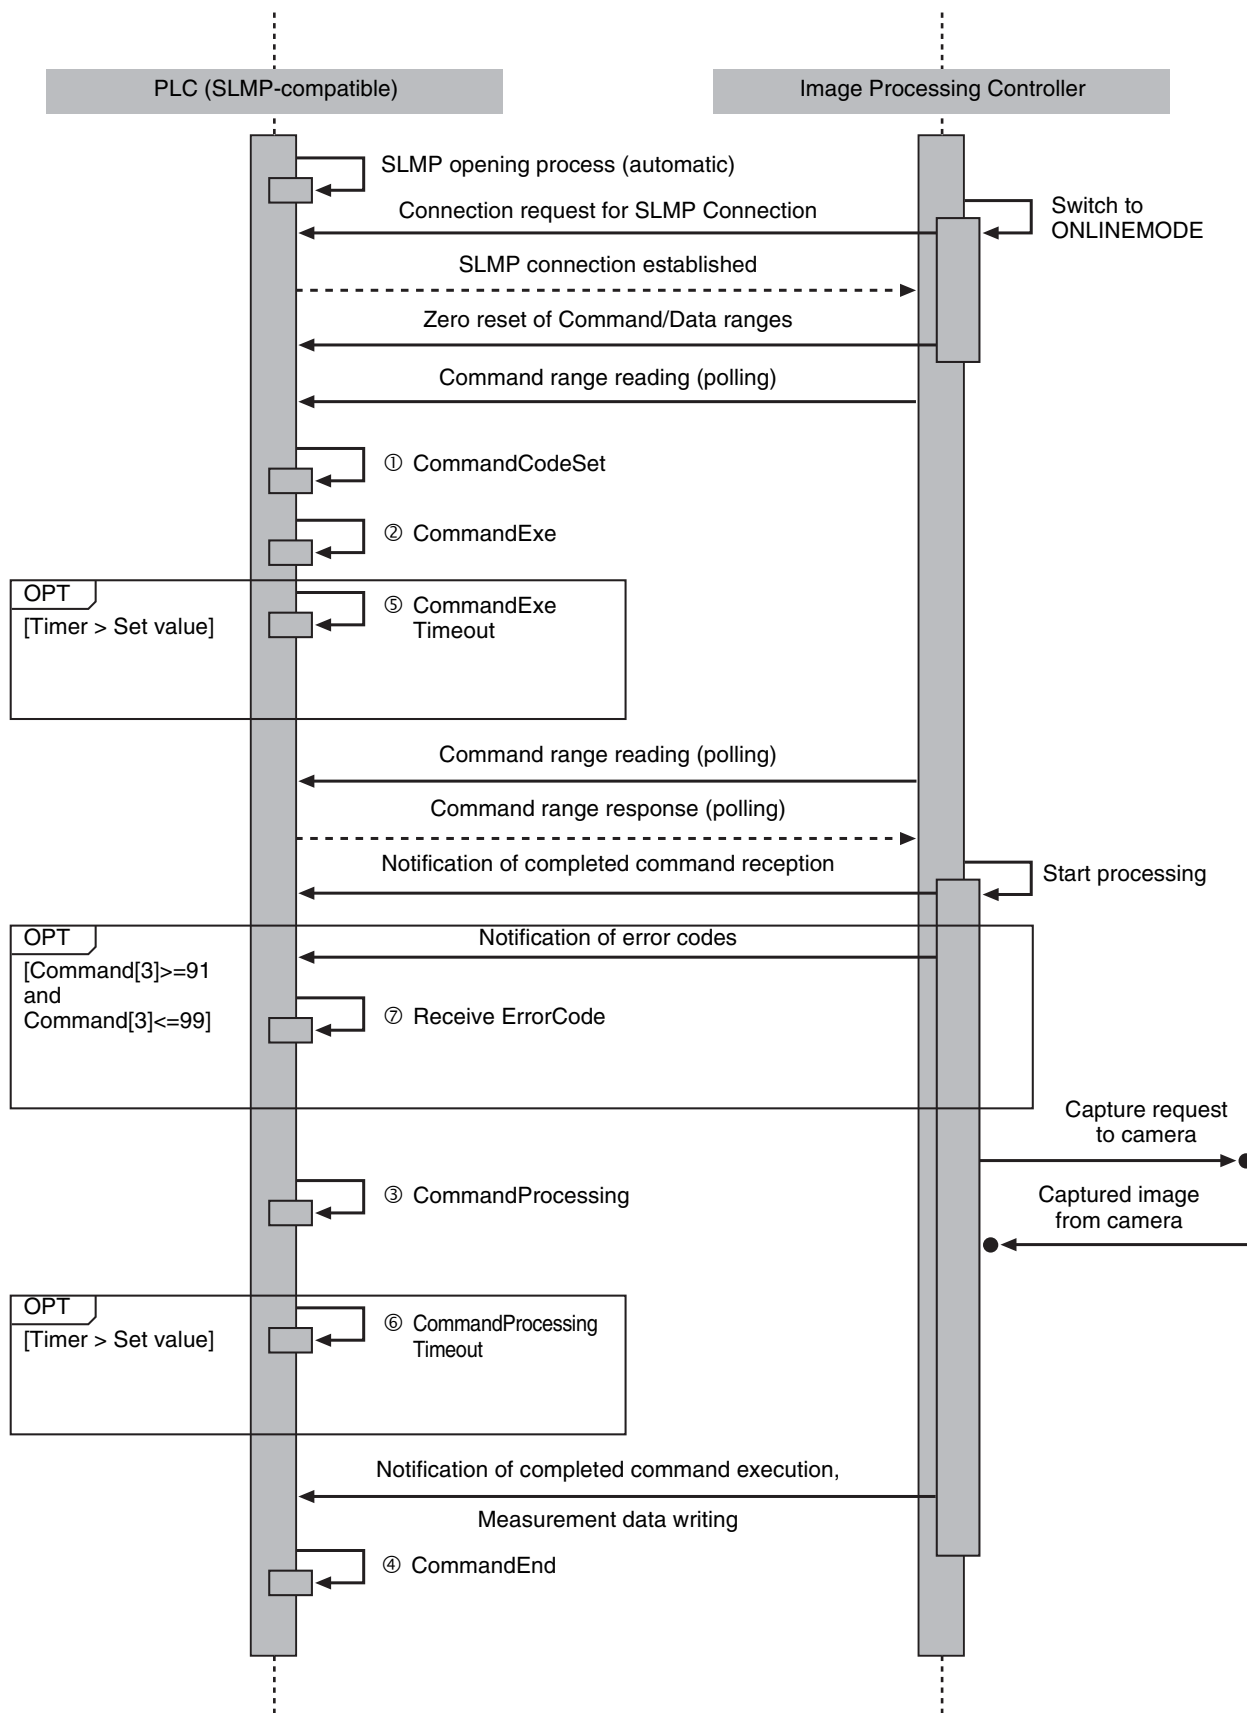 PLC (SLMP-compatible)
Image Processing Controller
SLMP opening process (automatic)
Connection request for SLMP Connection
Switch to
ONLINEMODE
SLMP connection established
Zero reset of Command/Data ranges
Command range reading (polling)
① CommandCodeSet
② CommandExe
OPT
[Timer > Set value]
⑤ CommandExe
Timeout
Command range reading (polling)
Command range response (polling)
Notification of completed command reception
Start processing
OPT
Notification of error codes
[Command[3]>=91
and
Command[3]<=99]
⑦ Receive ErrorCode
Capture request
to camera
③ CommandProcessing
Captured image
from camera
OPT
[Timer > Set value]
⑥ CommandProcessing
Timeout
Notification of completed command execution,
Measurement data writing
④ CommandEnd